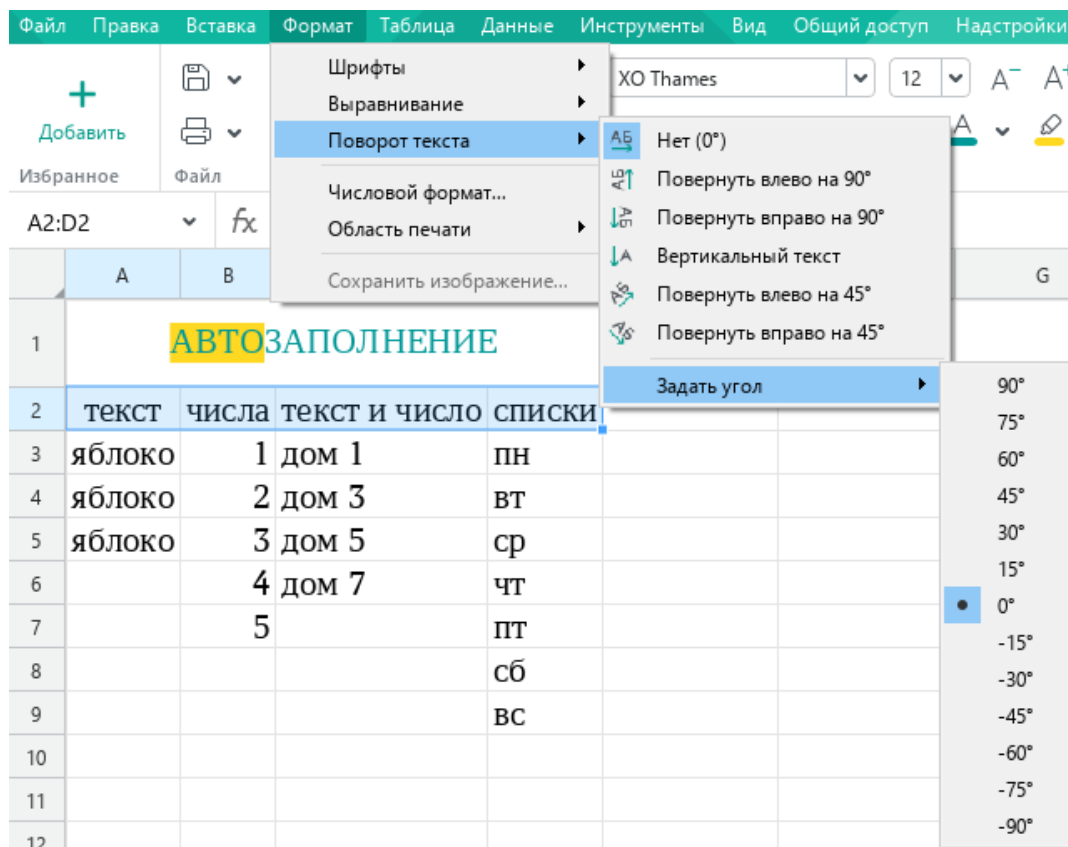 Файл Правка Вставка Формат Таблица Данные Инструменты Вид Общий доступ Надстройки
Шрифты
Выравнивание
Поворот текста
Числовой формат...
Область печати
Сохранить изображение...
XO Thames 12 A⁻ A⁺
Добавить
Избранное Файл
Нет (0°)
Повернуть влево на 90°
Повернуть вправо на 90°
Вертикальный текст
Повернуть влево на 45°
Повернуть вправо на 45°
Задать угол
90°
75°
60°
45°
30°
15°
0°
-15°
-30°
-45°
-60°
-75°
-90°
A2:D2 fx
A B G
1 АВТОЗАПОЛНЕНИЕ
2 текст числа текст и число списки
3 яблоко 1 дом 1 пн
4 яблоко 2 дом 3 вт
5 яблоко 3 дом 5 ср
6 4 дом 7 чт
7 5 пт
8 сб
9 вс
10
11
12